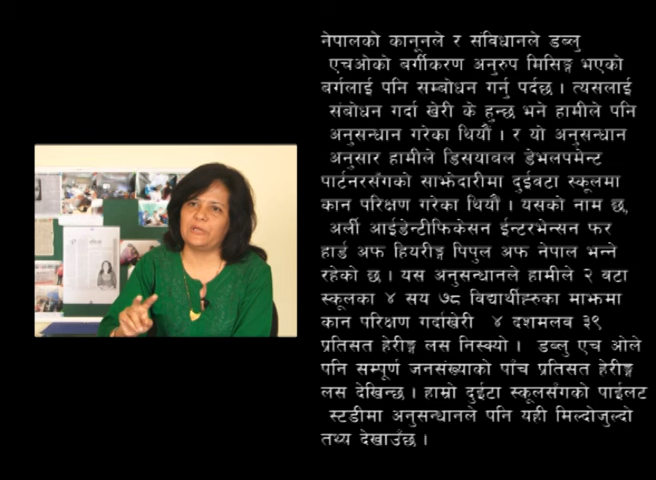 नेपालको कानूनले र संविधानले डब्लु
एचओको बर्गीकरण अनुरुप मिसिङ्ग भएको
बर्गलाई पनि सम्बोधन गर्नु पर्दछ । त्यसलाई
संबोधन गर्दा खेरी के हुन्छ भने हामीले पनि
अनुसन्धान गरेका थियौं । र यो अनुसन्धान
अनुसार हामीले डिसयाबल डेभलपमेन्ट
पार्टनरसँगको साझेदारीमा दुईवटा स्कूलमा
कान परिक्षण गरेका थियौं । यसको नाम छ,
अर्ली आईडेन्टीफिकेसन ईन्टरभेन्सन फर
हार्ड अफ हियरीङ्ग पिपुल अफ नेपाल भन्ने
रहेको छ । यस अनुसन्धानले हामीले २ वटा
स्कूलका ४ सय ७८ विद्यार्थीहरुका माझमा
कान परिक्षण गर्दाखेरी ४ दशमलब ३९
प्रतिसत हेरीङ्ग लस निस्क्यो । डब्लु एच ओले
पनि सम्पूर्ण जनसंख्याको पाँच प्रतिसत हेरीङ्ग
लस देखिन्छ । हाम्रो दुईटा स्कूलसँगको पाईलट
स्टडीमा अनुसन्धानले पनि यही मिल्दोजुल्दो
तथ्य देखाउँछ ।